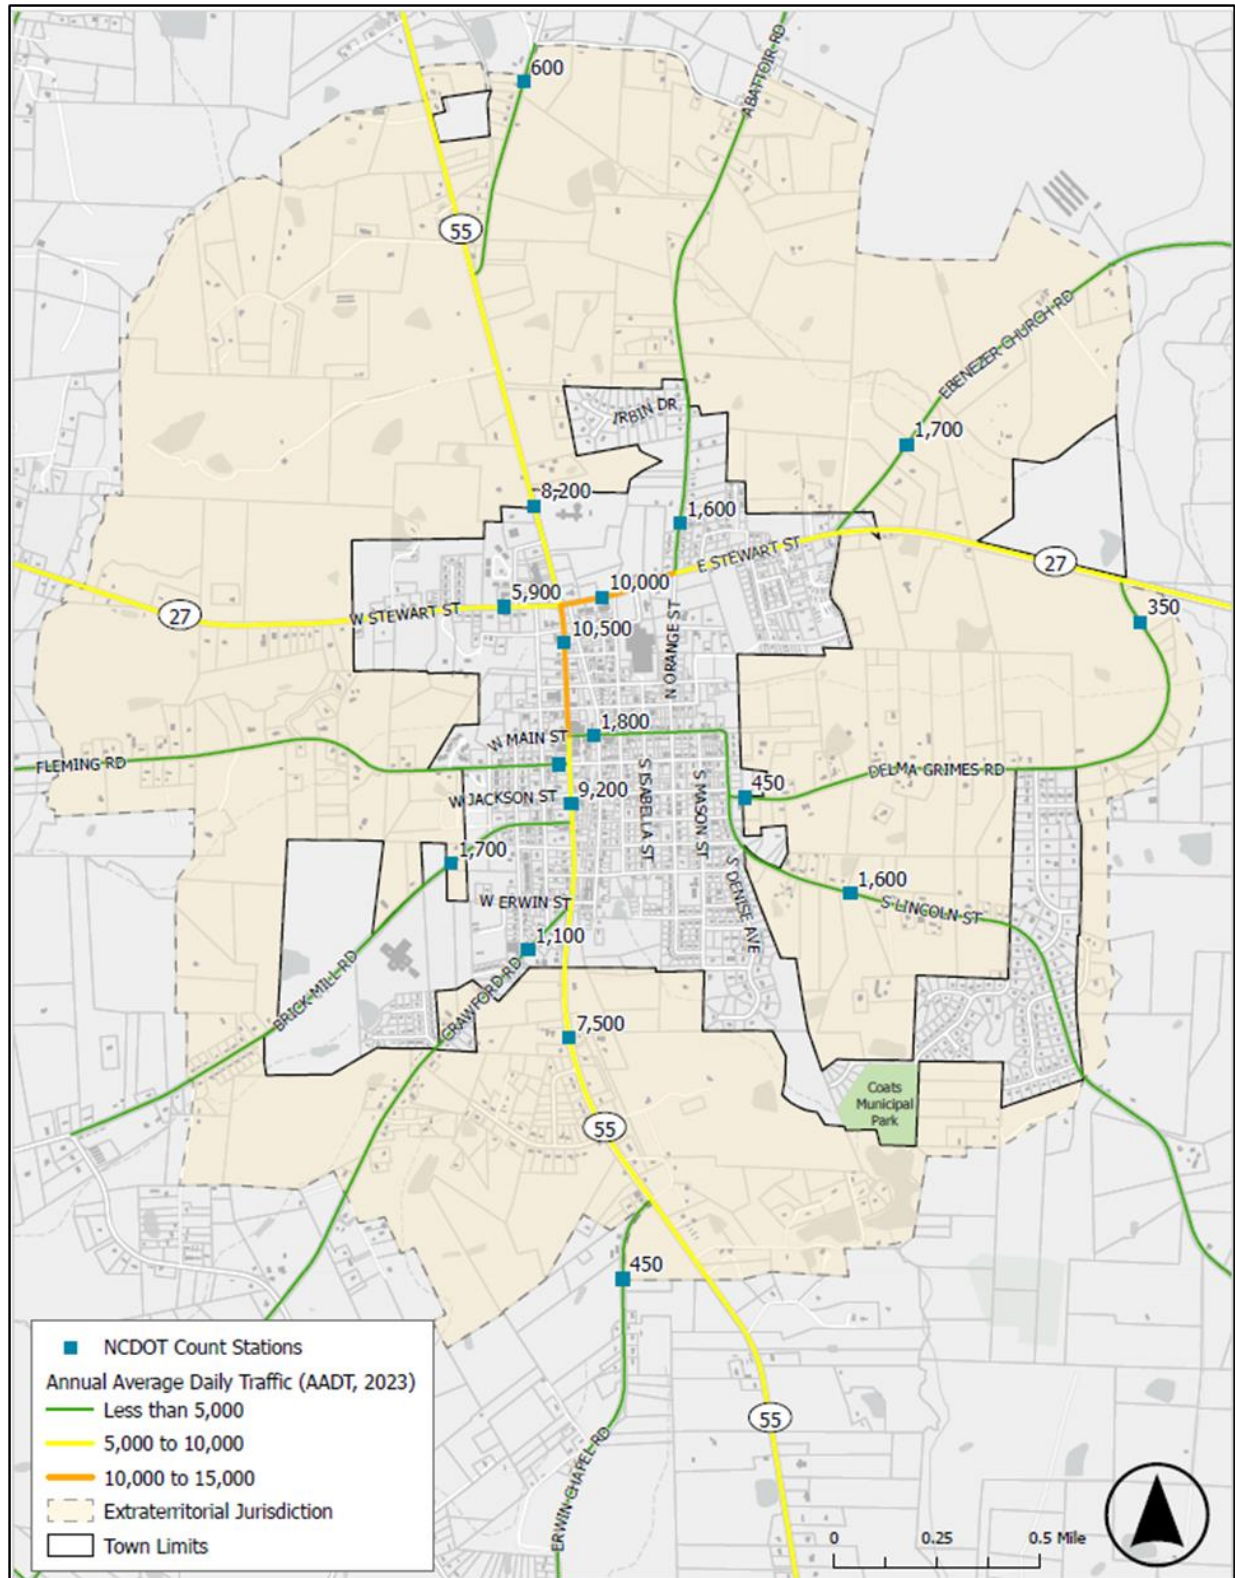 600
ABATTOIR RD
55
EBENEZER CHURCH RD
IRBIN DR
1,700
8,200
1,600
E STEWART ST
27
10,000
5,900
27
W STEWART ST
350
10,500
N ORANGE ST
1,800
W MAIN ST
FLEMING RD
S ISABELLA ST
S MASON ST
DELMA GRIMES RD
450
W JACKSON ST
9,200
1,700
1,600
W ERWIN ST
S LINCOLN ST
S DENISE AVE
1,100
BRICK MILL RD
CRAWFORD RD
7,500
Coats
Municipal
Park
55
450
55
ERWIN CHAPEL RD
NCDOT Count Stations
Annual Average Daily Traffic (AADT, 2023)
Less than 5,000
5,000 to 10,000
10,000 to 15,000
Extraterritorial Jurisdiction
Town Limits
0 0.25 0.5 Mile